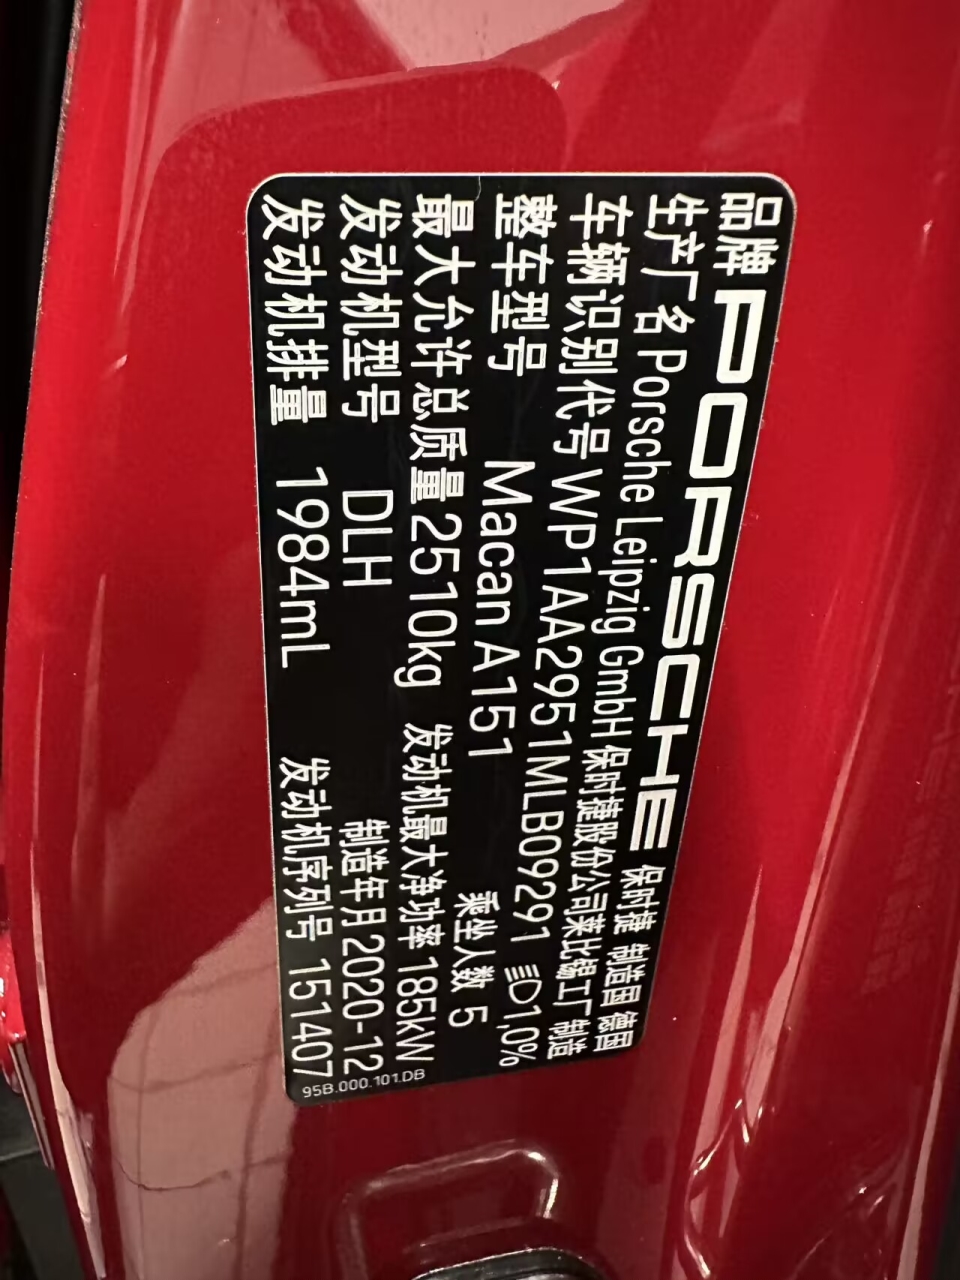 品牌 PORSCHE 保时捷 制造国 德国
生产厂名 Porsche Leipzig GmbH 保时捷股份公司莱比锡工厂 制造
车辆识别代号 WP1AA2951MLB09291 1,0%
整车型号 Macan A151 乘坐人数 5
最大允许总质量 2510kg 发动机最大净功率 185kW
发动机型号 DLH 制造年月 2020-12
发动机排量 1984mL 发动机序列号 151407
95B.000.101.DB